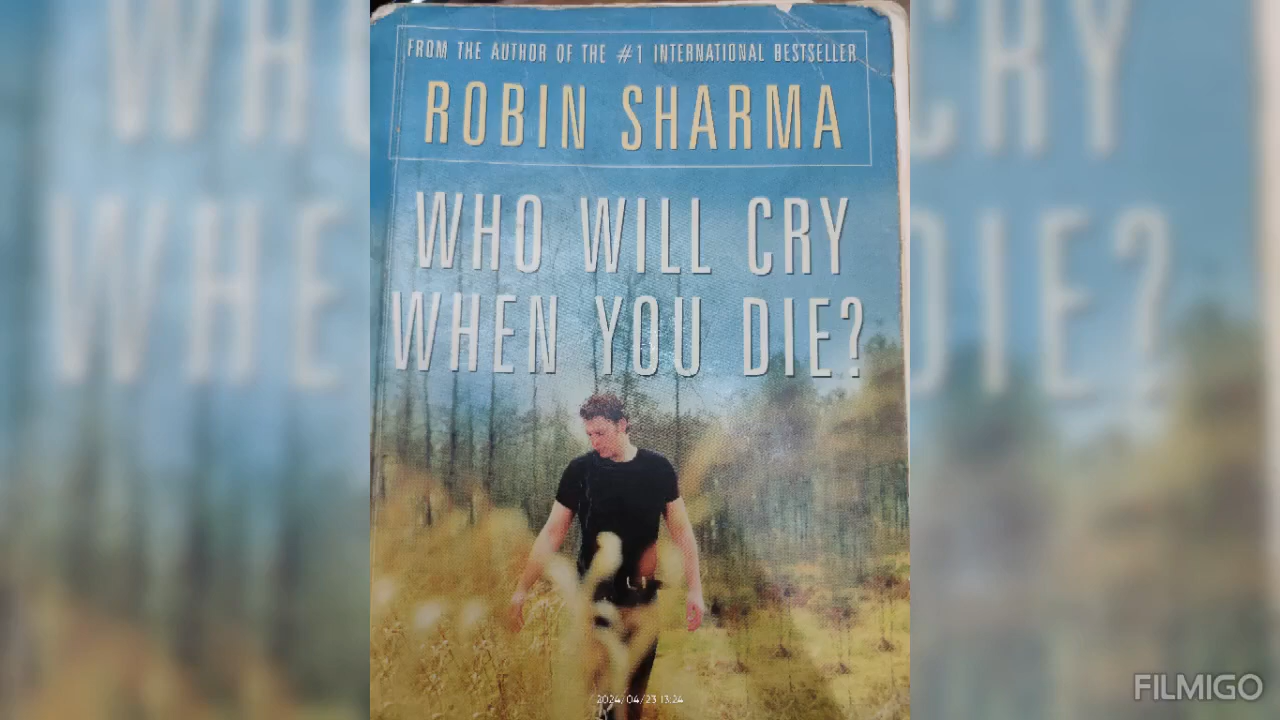 FROM THE AUTHOR OF THE #1 INTERNATIONAL BESTSELLER
ROBIN SHARMA
WHO WILL CRY
WHEN YOU DIE?
2024/04/23 13:24
FILMIGO